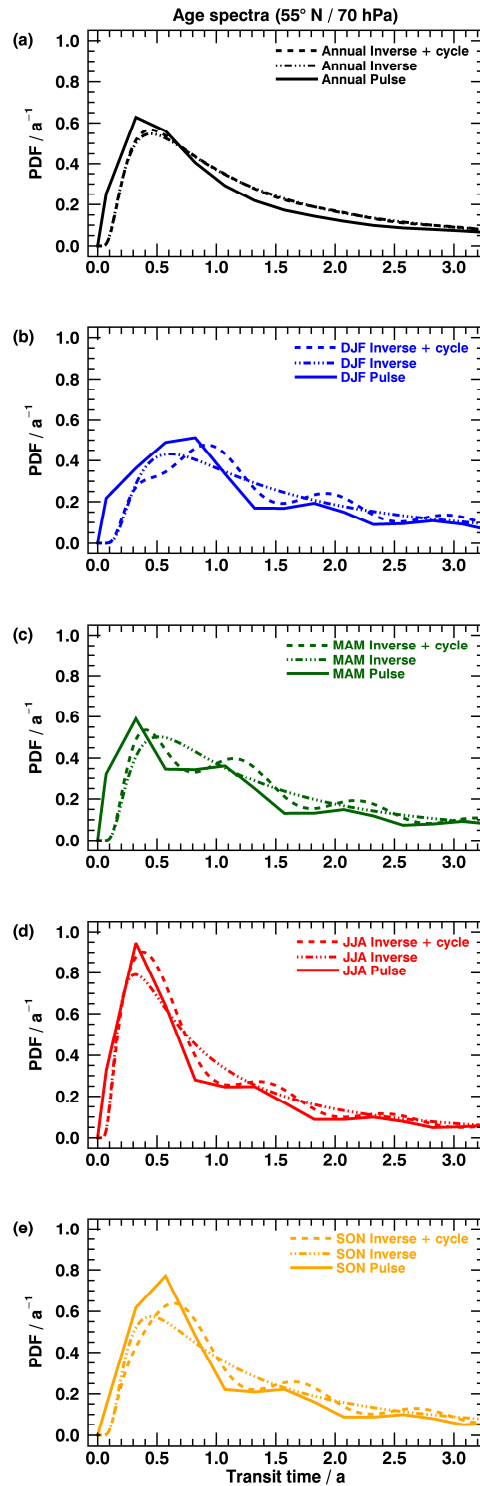 Age spectra (55° N / 70 hPa)
(a)
1.0
0.8
0.6
0.4
0.2
0.0
PDF / a⁻¹
Annual Inverse + cycle
Annual Inverse
Annual Pulse
0.0 0.5 1.0 1.5 2.0 2.5 3.0
(b)
1.0
0.8
0.6
0.4
0.2
0.0
PDF / a⁻¹
DJF Inverse + cycle
DJF Inverse
DJF Pulse
0.0 0.5 1.0 1.5 2.0 2.5 3.0
(c)
1.0
0.8
0.6
0.4
0.2
0.0
PDF / a⁻¹
MAM Inverse + cycle
MAM Inverse
MAM Pulse
0.0 0.5 1.0 1.5 2.0 2.5 3.0
(d)
1.0
0.8
0.6
0.4
0.2
0.0
PDF / a⁻¹
JJA Inverse + cycle
JJA Inverse
JJA Pulse
0.0 0.5 1.0 1.5 2.0 2.5 3.0
(e)
1.0
0.8
0.6
0.4
0.2
0.0
PDF / a⁻¹
SON Inverse + cycle
SON Inverse
SON Pulse
0.0 0.5 1.0 1.5 2.0 2.5 3.0
Transit time / a